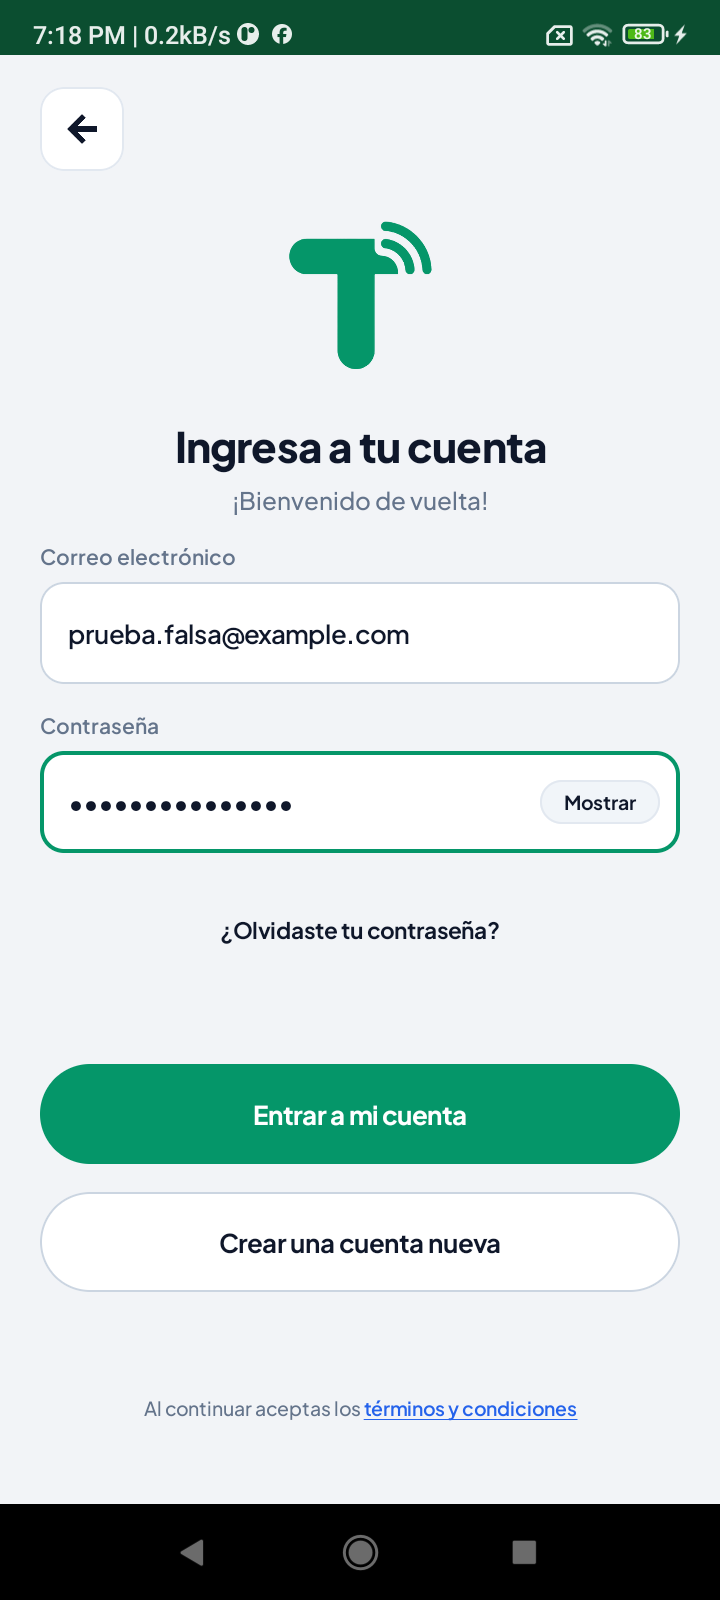 7:18 PM | 0.2kB/s
83
Ingresa a tu cuenta
¡Bienvenido de vuelta!
Correo electrónico
prueba.falsa@example.com
Contraseña
●●●●●●●●●●●●●●●
Mostrar
¿Olvidaste tu contraseña?
Entrar a mi cuenta
Crear una cuenta nueva
Al continuar aceptas los términos y condiciones